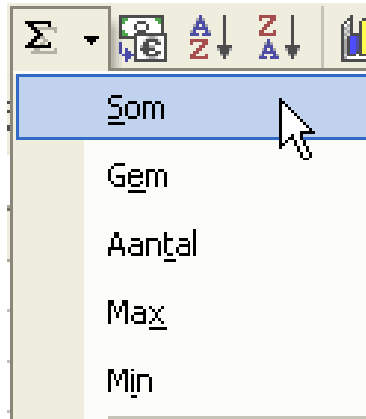 Σ A Z Z A
Som
Gem
Aantal
Max
Min